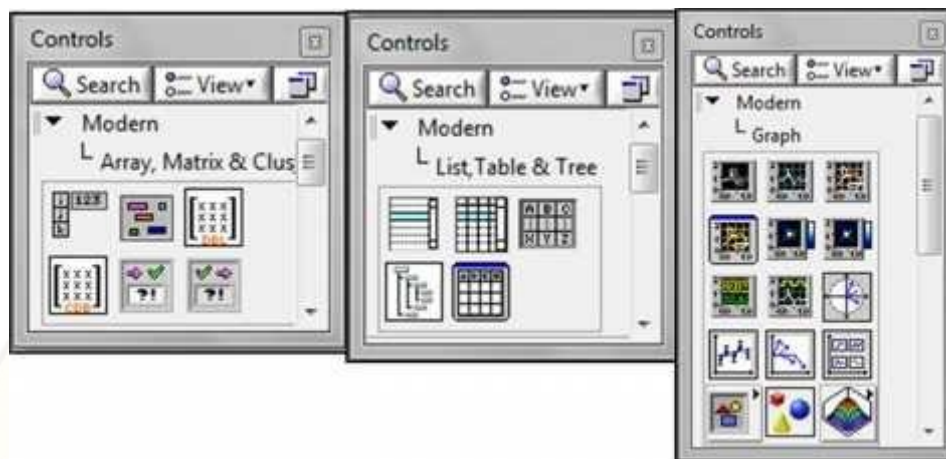 Controls
Search View
Modern
Array, Matrix & Clus
123
DBL
?! ?!
Controls
Search View
Modern
List,Table & Tree
A B C
X Y Z
Controls
Search View
Modern
Graph